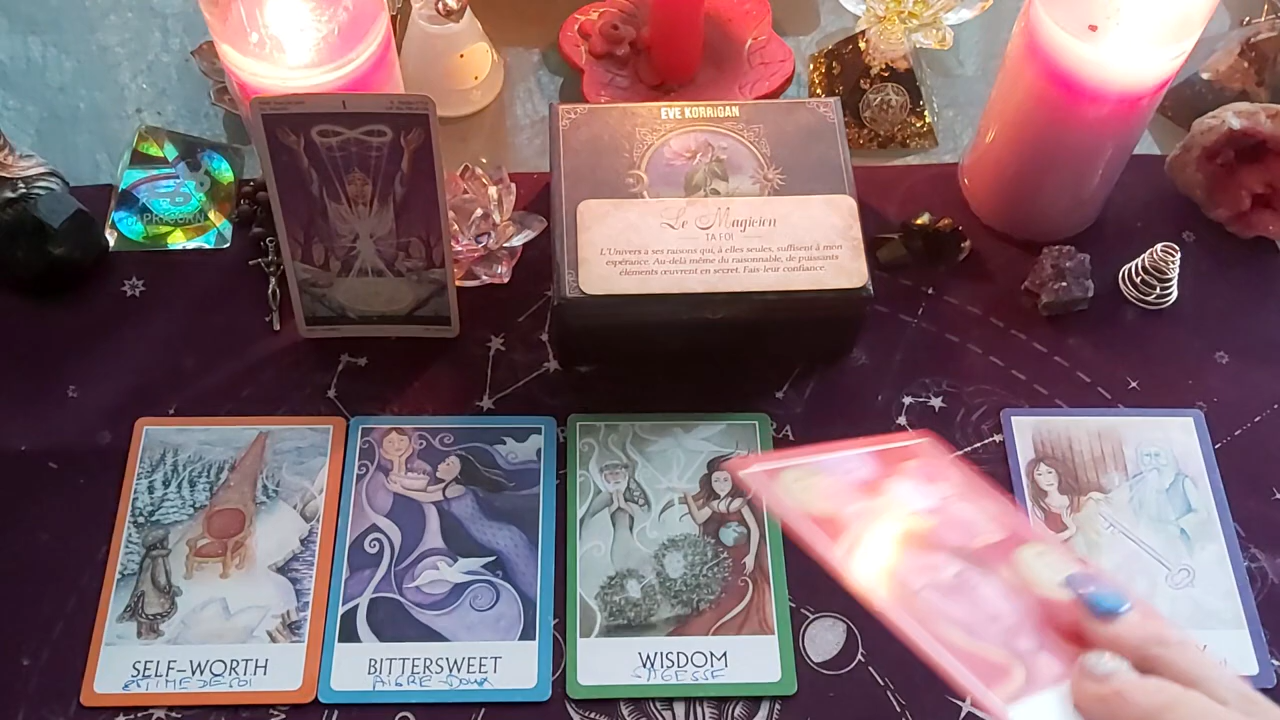 I
EVE KORRIGAN
Le Magicien
TA FOI
L'Univers a ses raisons qui, à elles seules, suffisent à mon
espérance. Au-delà même du raisonnable, de puissants
éléments œuvrent en secret. Fais-leur confiance.
CAPRICORN
SELF-WORTH
ESTIME DE SOI
BITTERSWEET
AIGRE-DOUX
WISDOM
SAGESSE